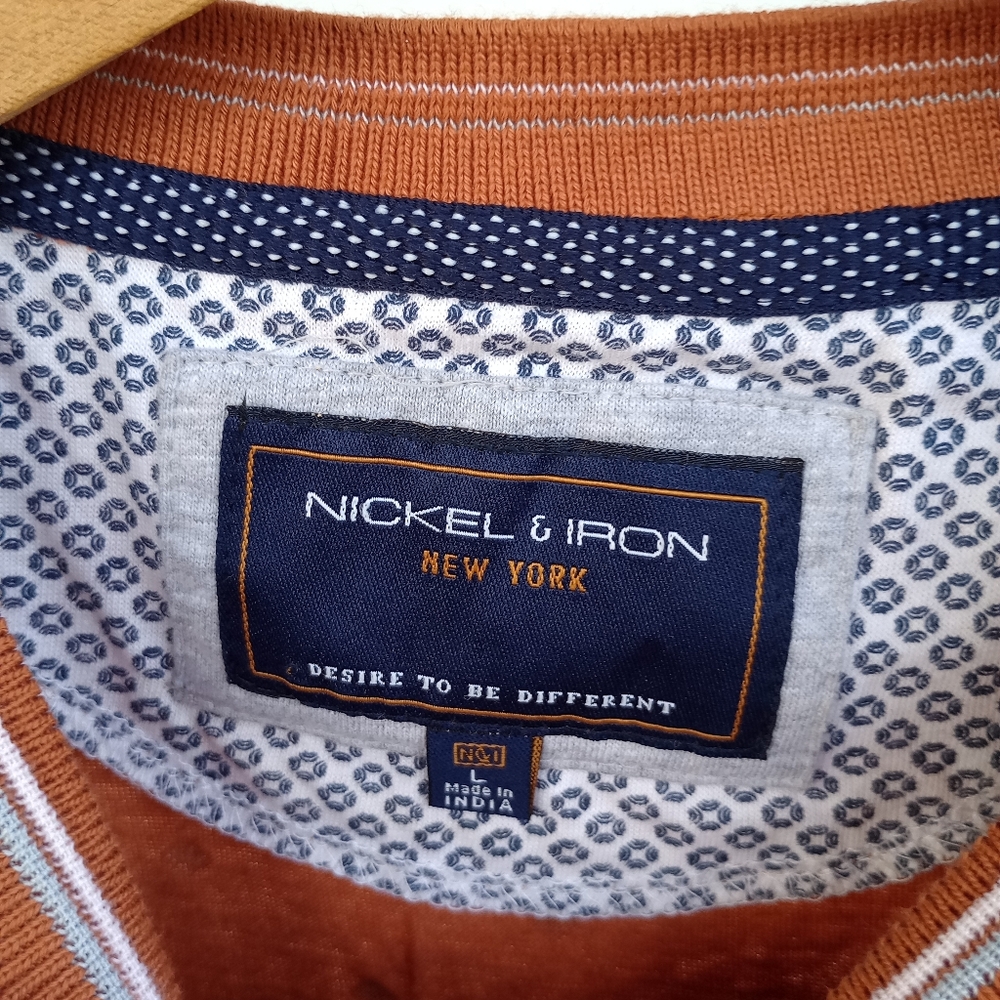 NICKEL & IRON
NEW YORK
DESIRE TO BE DIFFERENT
N&I
L
Made In
INDIA